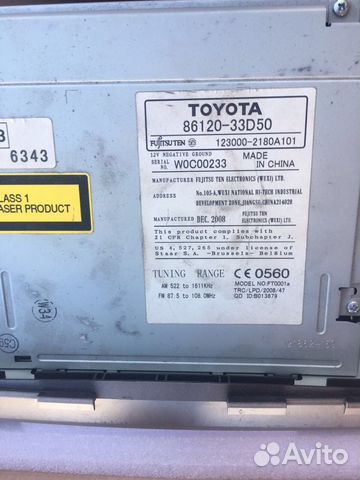 TOYOTA
86120-33D50
FUJITSU TEN 123000-2180A101
12V NEGATIVE GROUND
SERIAL NO. W0C00233
MADE IN CHINA
MANUFACTURER FUJITSU TEN ELECTRONICS (WUXI) LTD.
ADDRESS No.105-A, WUXI NATIONAL HI-TECH INDUSTRIAL
DEVELOPMENT ZONE, JIANGSU, CHINA214028
MANUFACTURED DEC. 2008 FUJITSU TEN
ELECTRONICS (WUXI) LTD.
This product complies with
21 CFR Chapter 1, Subchapter J.
US 4,527,265 under license of
Staar S.A. -Brussels- Belgium
TUNING RANGE CE 0560
AM 522 to 1611KHz
FM 87.5 to 108.0MHz
MODEL NO:FT0001a
TRC/LPD/2008/47
QD ID:B013879
B
6343
LASS 1
ASER PRODUCT
W34
C50
Avito